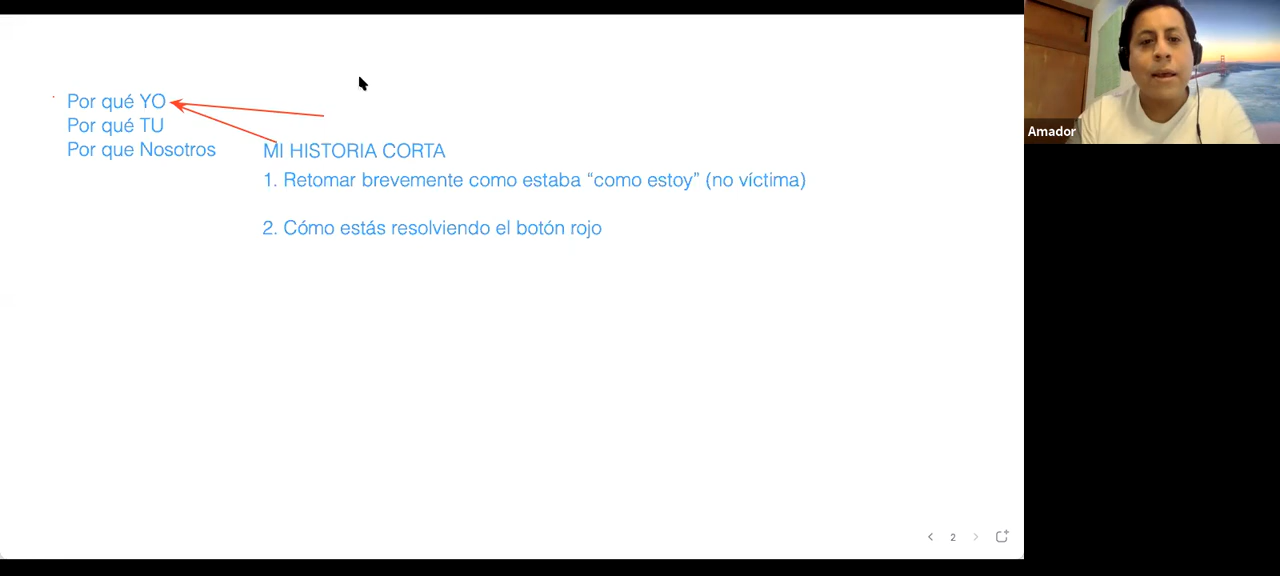 Por qué YO
Por qué TU
Por que Nosotros
MI HISTORIA CORTA
1. Retomar brevemente como estaba “como estoy” (no víctima)
2. Cómo estás resolviendo el botón rojo
2
Amador